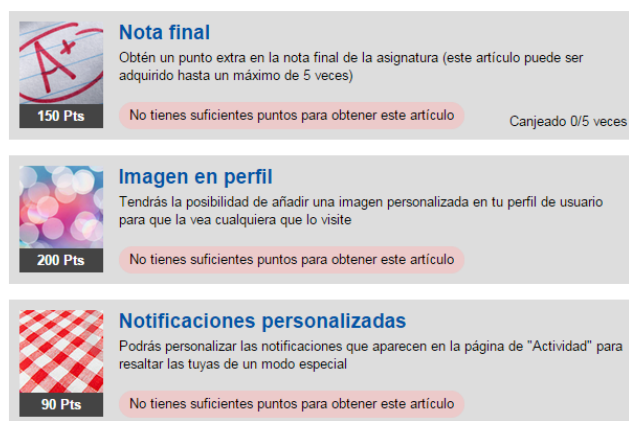 Nota final
Obtén un punto extra en la nota final de la asignatura (este artículo puede ser
adquirido hasta un máximo de 5 veces)
A+
150 Pts
No tienes suficientes puntos para obtener este artículo
Canjeado 0/5 veces
Imagen en perfil
Tendrás la posibilidad de añadir una imagen personalizada en tu perfil de usuario
para que la vea cualquiera que lo visite
200 Pts
No tienes suficientes puntos para obtener este artículo
Notificaciones personalizadas
Podrás personalizar las notificaciones que aparecen en la página de "Actividad" para
resaltar las tuyas de un modo especial
90 Pts
No tienes suficientes puntos para obtener este artículo